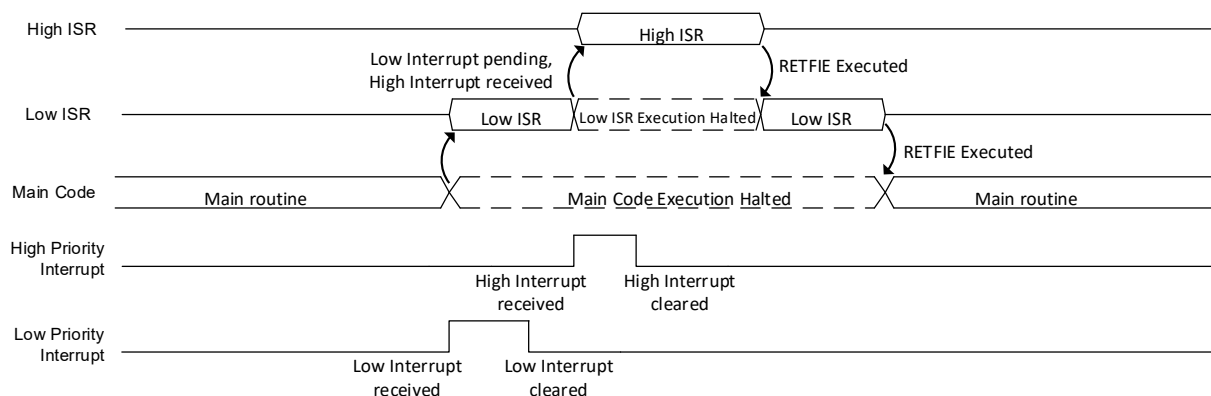 High ISR
High ISR
Low Interrupt pending,
High Interrupt received
RETFIE Executed
Low ISR
Low ISR
Low ISR Execution Halted
Low ISR
RETFIE Executed
Main Code
Main routine
Main Code Execution Halted
Main routine
High Priority
Interrupt
High Interrupt
received
High Interrupt
cleared
Low Priority
Interrupt
Low Interrupt
received
Low Interrupt
cleared